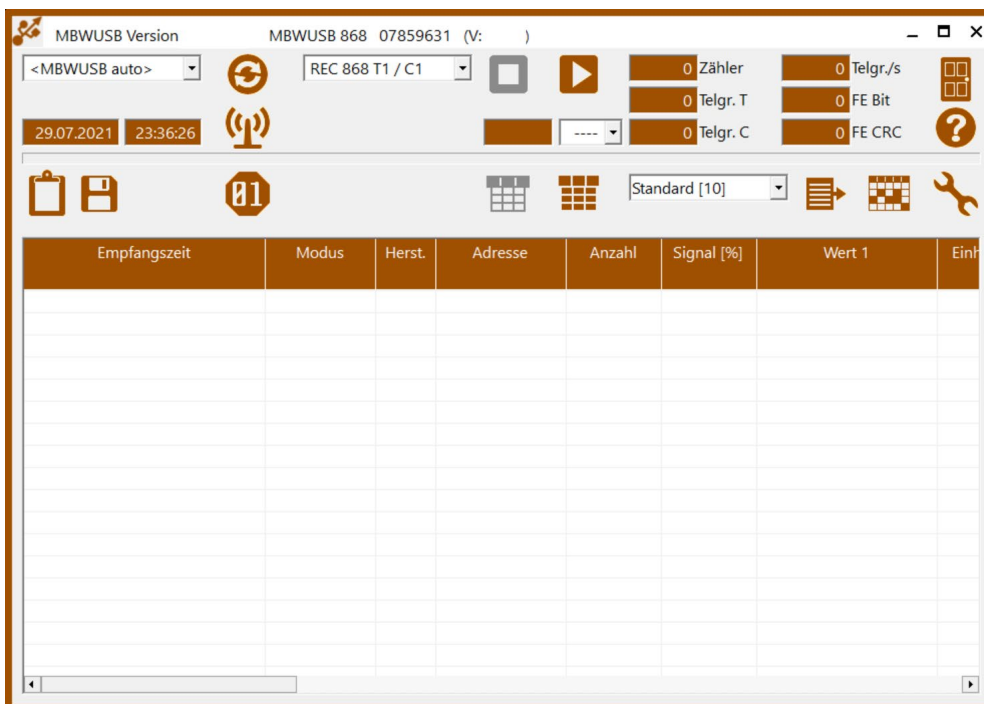 MBWUSB Version MBWUSB 868 07859631 (V: )
<MBWUSB auto> REC 868 T1 / C1 0 Zähler 0 Telgr./s
0 Telgr. T 0 FE Bit
29.07.2021 23:36:26 ---- 0 Telgr. C 0 FE CRC ?
01 Standard [10]
Empfangszeit Modus Herst. Adresse Anzahl Signal [%] Wert 1 Einh